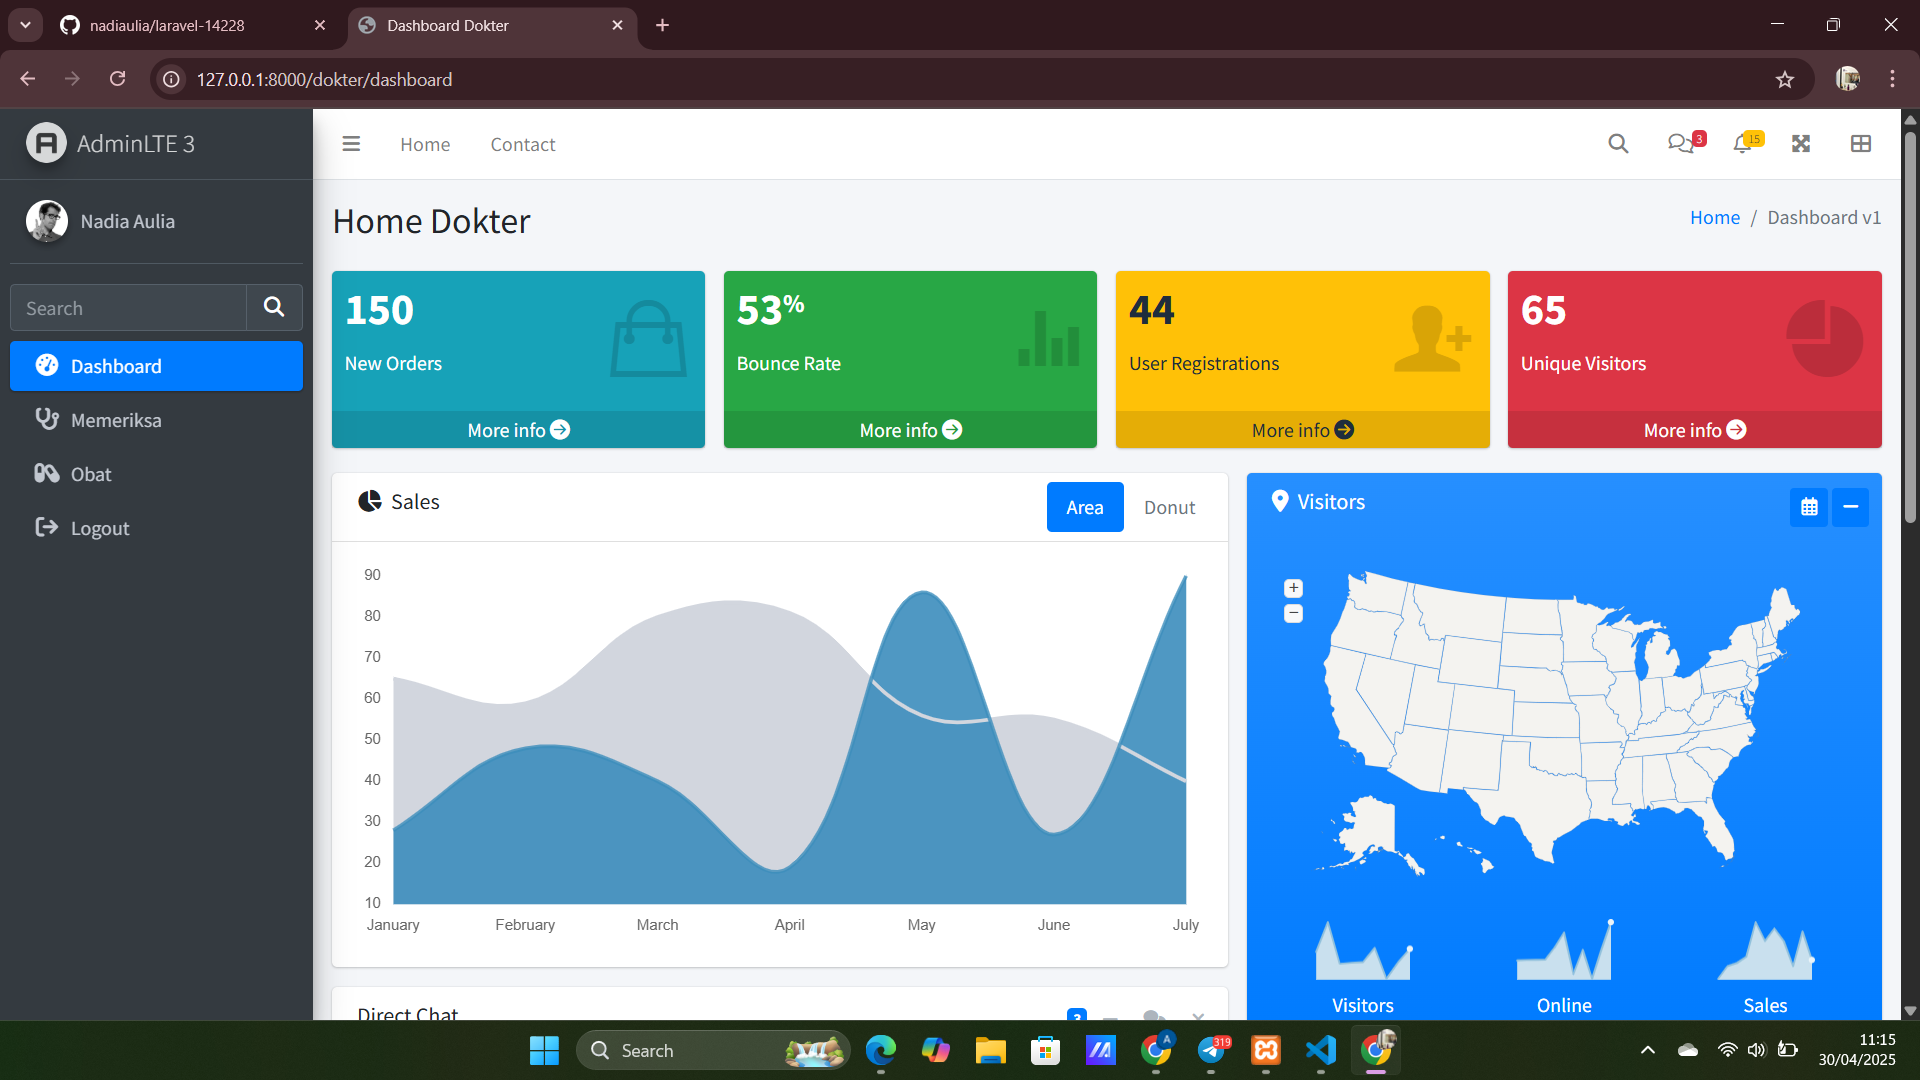 nadiaulia/laravel-14228
Dashboard Dokter
127.0.0.1:8000/dokter/dashboard
AdminLTE 3
Home
Contact
3
15
Nadia Aulia
Home Dokter
Home / Dashboard v1
Search
Dashboard
Memeriksa
Obat
Logout
150
New Orders
More info
53%
Bounce Rate
More info
44
User Registrations
More info
65
Unique Visitors
More info
Sales
Area
Donut
90
80
70
60
50
40
30
20
10
January
February
March
April
May
June
July
Visitors
+
−
Visitors
Online
Sales
Direct Chat
3
Search
A
319
11:15
30/04/2025